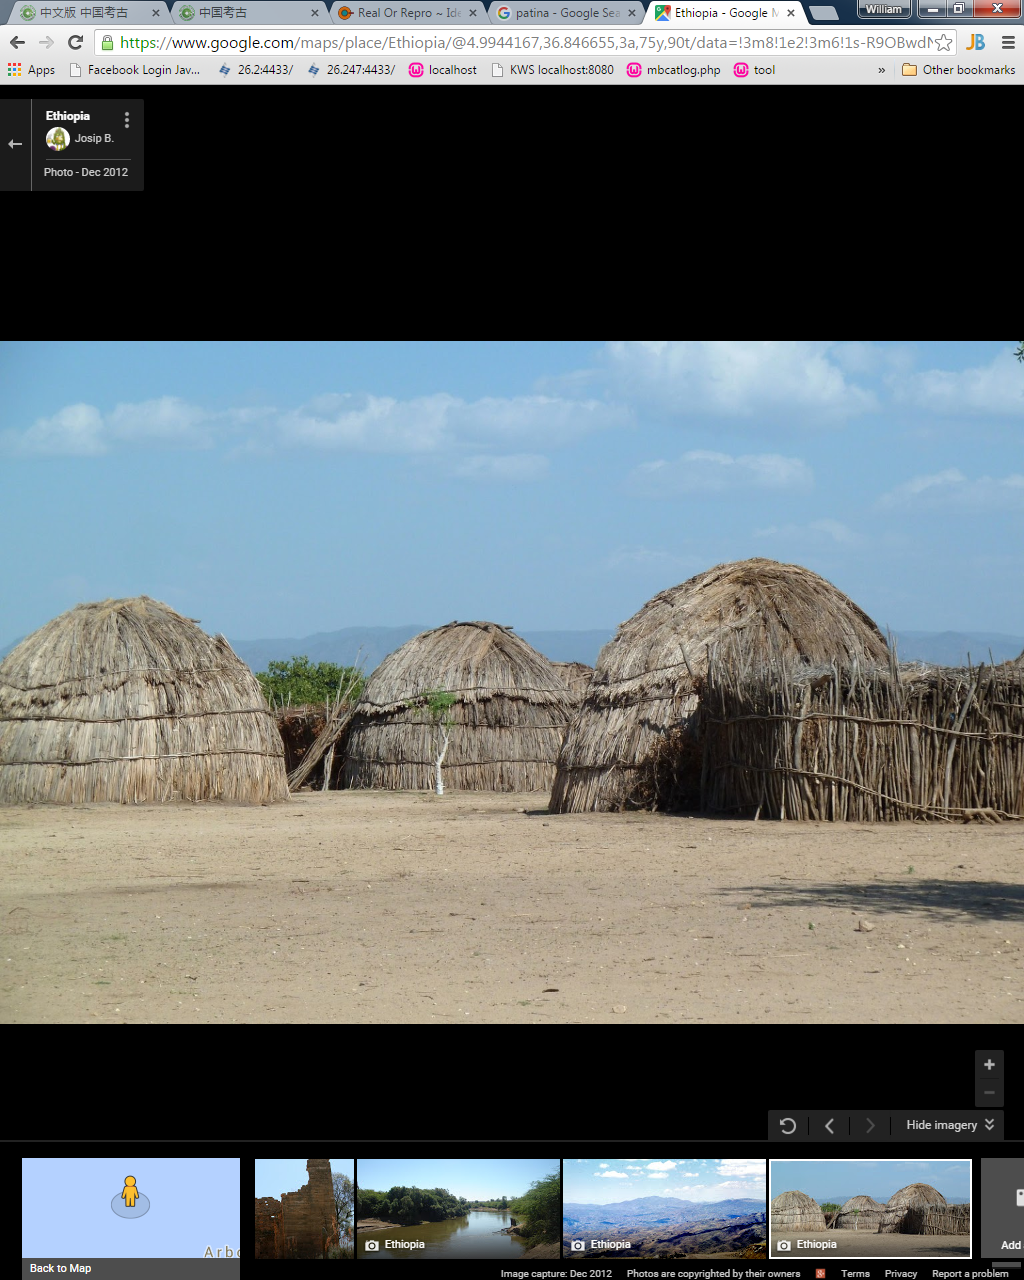 中文版 中国考古
中国考古
Real Or Repro ~ Ide
patina - Google Sea
Ethiopia - Google M
William
https://www.google.com/maps/place/Ethiopia/@4.9944167,36.846655,3a,75y,90t/data=!3m8!1e2!3m6!1s-R9OBwdN
JB
Apps
Facebook Login Jav...
26.2:4433/
26.247:4433/
localhost
KWS localhost:8080
mbcatlog.php
tool
»
Other bookmarks
Ethiopia
Josip B.
Photo - Dec 2012
Hide imagery
Arbo
Back to Map
Ethiopia
Ethiopia
Ethiopia
Add
Image capture: Dec 2012
Photos are copyrighted by their owners
Terms
Privacy
Report a problem